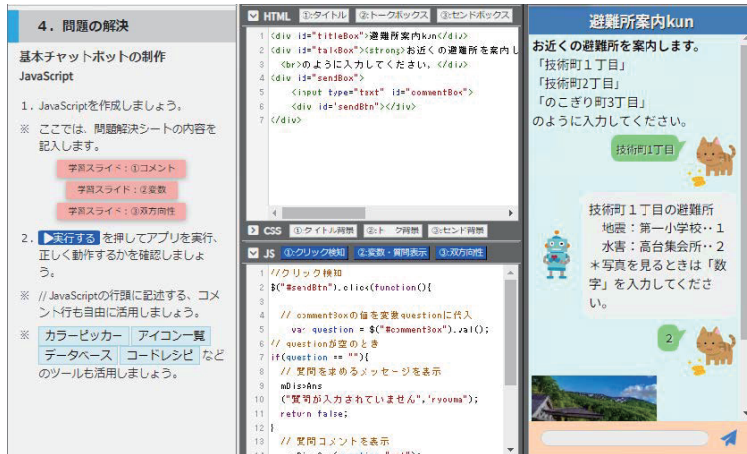 4. 問題の解決
基本チャットボットの制作
JavaScript
1. JavaScriptを作成しましょう。
※ ここでは、問題解決シートの内容を
記入します。
学習スライド:①コメント
学習スライド:②変数
学習スライド:③双方向性
2. ▶実行する を押してアプリを実行、
正しく動作するかを確認しましょ
う。
※ // JavaScriptの行頭に記述する、コメ
ント行も自由に活用しましょう。
※ カラーピッカー アイコン一覧
データベース コードレシピ など
のツールも活用しましょう。
HTML ①:タイトル ②:トークボックス ③:センドボックス
1 <div id="titleBox">避難所案内kun</div>
2 <div id="talkBox"><strong>お近くの避難所を案内し
3 <br>のように入力してください。</div>
4 <div id="sendBox">
5 <input type="text" id="commentBox">
6 <div id='sendBtn'></div>
7 </div>
CSS ①:タイトル背景 ③:センド背景
JS ①:クリック検知 ②:変数・質問表示 ③:双方向性
1 //クリック検知
2 $("#sendBtn").click(function(){
3
4 // commentBoxの値を変数questionに代入
5 var question = $("#commentBox").val();
6 // questionが空のとき
7 if(question == ""){
8 // 質問を求めるメッセージを表示
9 mDispAns
10 ("質問が入力されていません",'ryouma");
11 return false;
12 }
13 // 質問コメントを表示
避難所案内kun
お近くの避難所を案内します。
「技術町1丁目」
「技術町2丁目」
「のこぎり町3丁目」
のように入力してください。
技術町1丁目
技術町1丁目の避難所
地震:第一小学校‥1
水害:高台集会所‥2
*写真を見るときは「数
字」を入力してくださ
い。
2